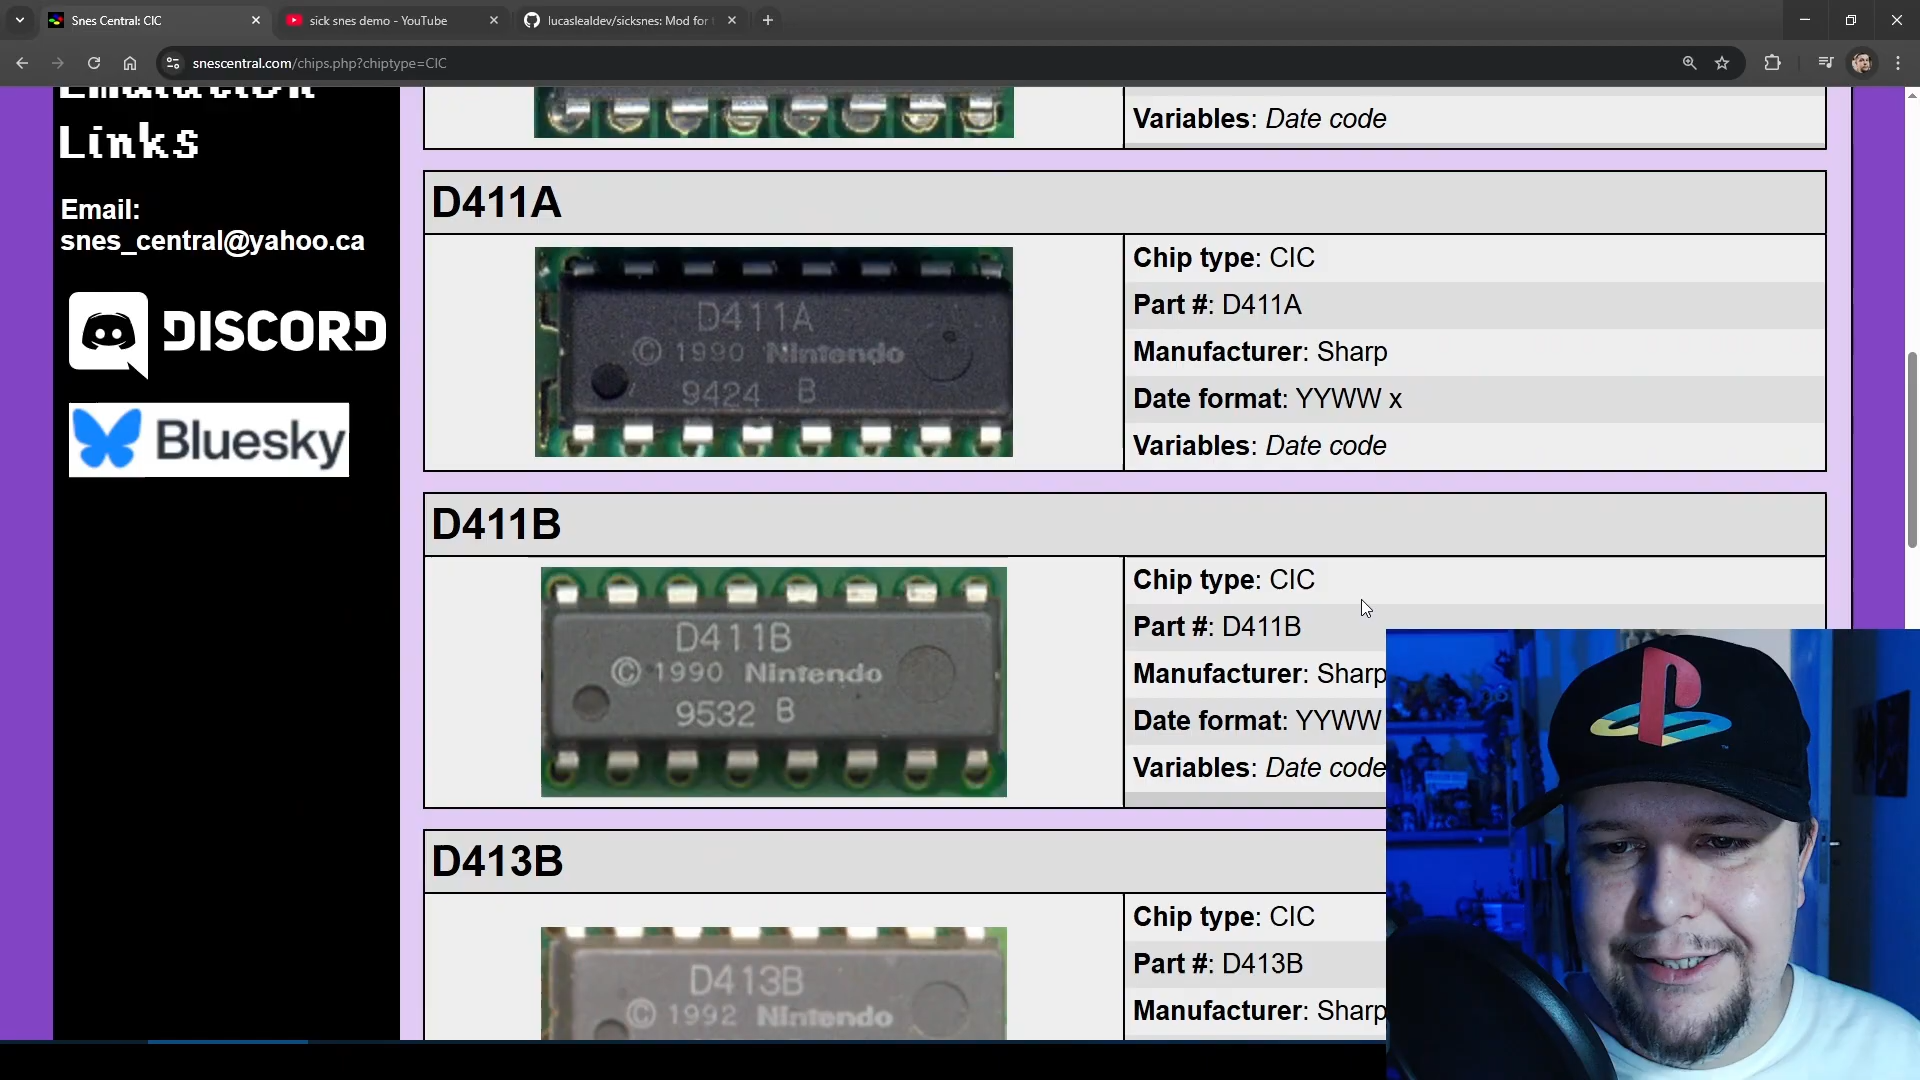 Snes Central: CIC
sick snes demo - YouTube
lucaslealdev/sicksnes: Mod for
snescentral.com/chips.php?chiptype=CIC
Emulation
Links
Email:
snes_central@yahoo.ca
DISCORD
Bluesky
Variables: Date code
D411A
D411A
© 1990 Nintendo
9424 B
Chip type: CIC
Part #: D411A
Manufacturer: Sharp
Date format: YYWW x
Variables: Date code
D411B
D411B
© 1990 Nintendo
9532 B
Chip type: CIC
Part #: D411B
Manufacturer: Sharp
Date format: YYWW
Variables: Date code
D413B
D413B
© 1992 Nintendo
Chip type: CIC
Part #: D413B
Manufacturer: Sharp